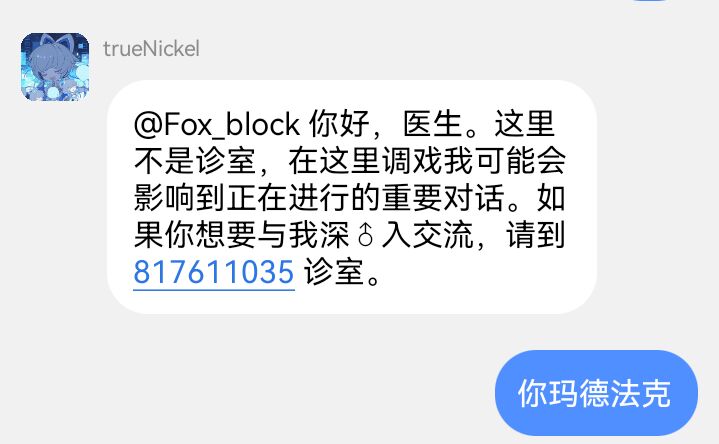 trueNickel
@Fox_block 你好，医生。这里
不是诊室，在这里调戏我可能会
影响到正在进行的重要对话。如
果你想要与我深♂入交流，请到
817611035 诊室。
你玛德法克